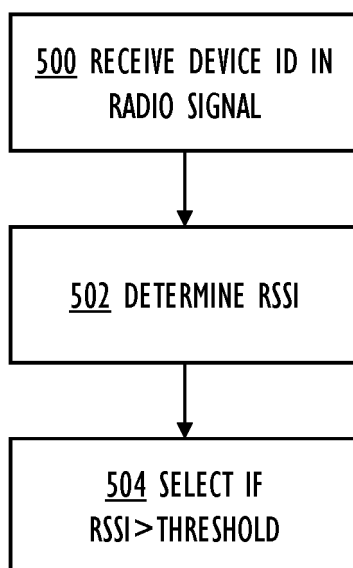 500 RECEIVE DEVICE ID IN
RADIO SIGNAL
502 DETERMINE RSSI
504 SELECT IF
RSSI>THRESHOLD